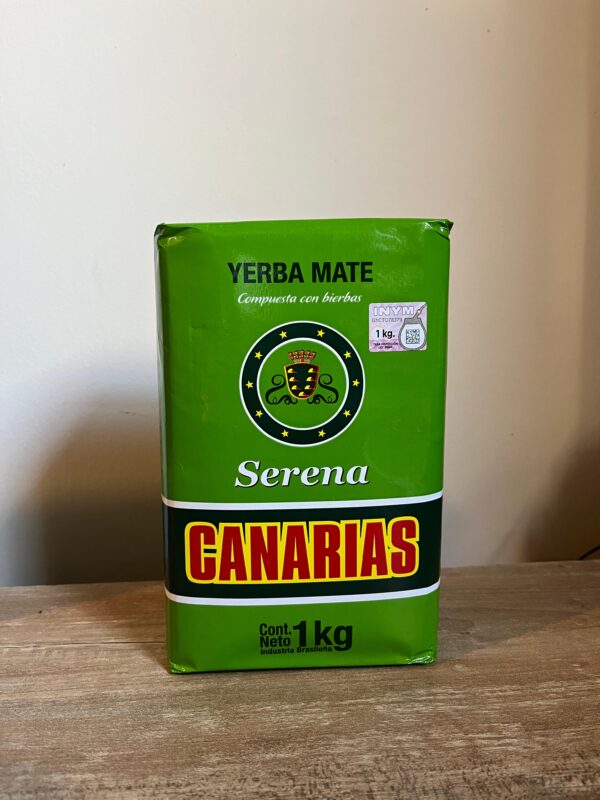 YERBA MATE
Compuesta con hierbas
INYM
1 kg.
Serena
CANARIAS
Cont.
Neto 1kg
Industria Brasileña